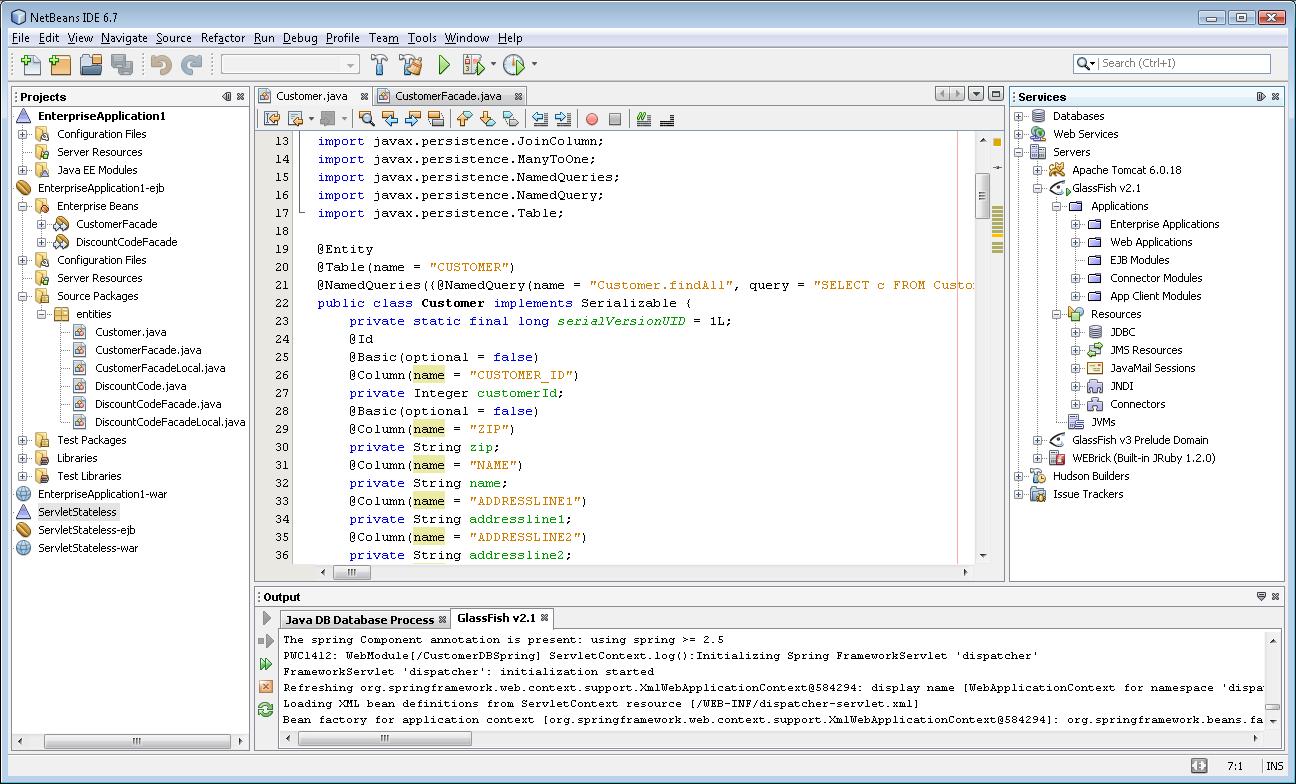 NetBeans IDE 6.7
File Edit View Navigate Source Refactor Run Debug Profile Team Tools Window Help
Search (Ctrl+I)
Projects
EnterpriseApplication1
Configuration Files
Server Resources
Java EE Modules
EnterpriseApplication1-ejb
Enterprise Beans
CustomerFacade
DiscountCodeFacade
Configuration Files
Server Resources
Source Packages
entities
Customer.java
CustomerFacade.java
CustomerFacadeLocal.java
DiscountCode.java
DiscountCodeFacade.java
DiscountCodeFacadeLocal.java
Test Packages
Libraries
Test Libraries
EnterpriseApplication1-war
ServletStateless
ServletStateless-ejb
ServletStateless-war
Customer.java CustomerFacade.java
13 import javax.persistence.JoinColumn;
14 import javax.persistence.ManyToOne;
15 import javax.persistence.NamedQueries;
16 import javax.persistence.NamedQuery;
17 import javax.persistence.Table;
18
19 @Entity
20 @Table(name = "CUSTOMER")
21 @NamedQueries({@NamedQuery(name = "Customer.findAll", query = "SELECT c FROM Custo
22 public class Customer implements Serializable {
23 private static final long serialVersionUID = 1L;
24 @Id
25 @Basic(optional = false)
26 @Column(name = "CUSTOMER_ID")
27 private Integer customerId;
28 @Basic(optional = false)
29 @Column(name = "ZIP")
30 private String zip;
31 @Column(name = "NAME")
32 private String name;
33 @Column(name = "ADDRESSLINE1")
34 private String addressline1;
35 @Column(name = "ADDRESSLINE2")
36 private String addressline2;
Services
Databases
Web Services
Servers
Apache Tomcat 6.0.18
GlassFish v2.1
Applications
Enterprise Applications
Web Applications
EJB Modules
Connector Modules
App Client Modules
Resources
JDBC
JMS Resources
JavaMail Sessions
JNDI
Connectors
JVMs
GlassFish v3 Prelude Domain
WEBrick (Built-in JRuby 1.2.0)
Hudson Builders
Issue Trackers
Output
Java DB Database Process GlassFish v2.1
The spring Component annotation is present: using spring >= 2.5
PWC1412: WebModule[/CustomerDBSpring] ServletContext.log():Initializing Spring FrameworkServlet 'dispatcher'
FrameworkServlet 'dispatcher': initialization started
Refreshing org.springframework.web.context.support.XmlWebApplicationContext@584294: display name [WebApplicationContext for namespace 'dispa
Loading XML bean definitions from ServletContext resource [/WEB-INF/dispatcher-servlet.xml]
Bean factory for application context [org.springframework.web.context.support.XmlWebApplicationContext@584294]: org.springframework.beans.fa
7:1 INS